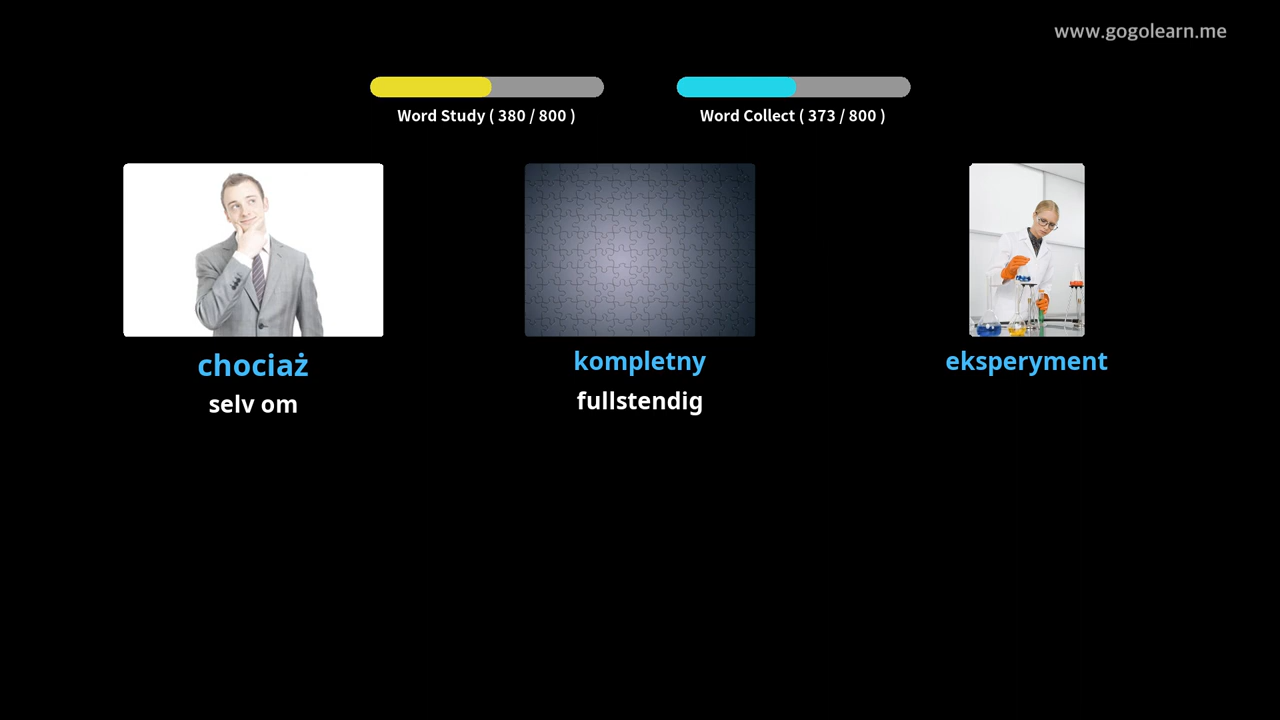 www.gogolearn.me
Word Study ( 380 / 800 )
Word Collect ( 373 / 800 )
chociaż
selv om
kompletny
fullstendig
eksperyment